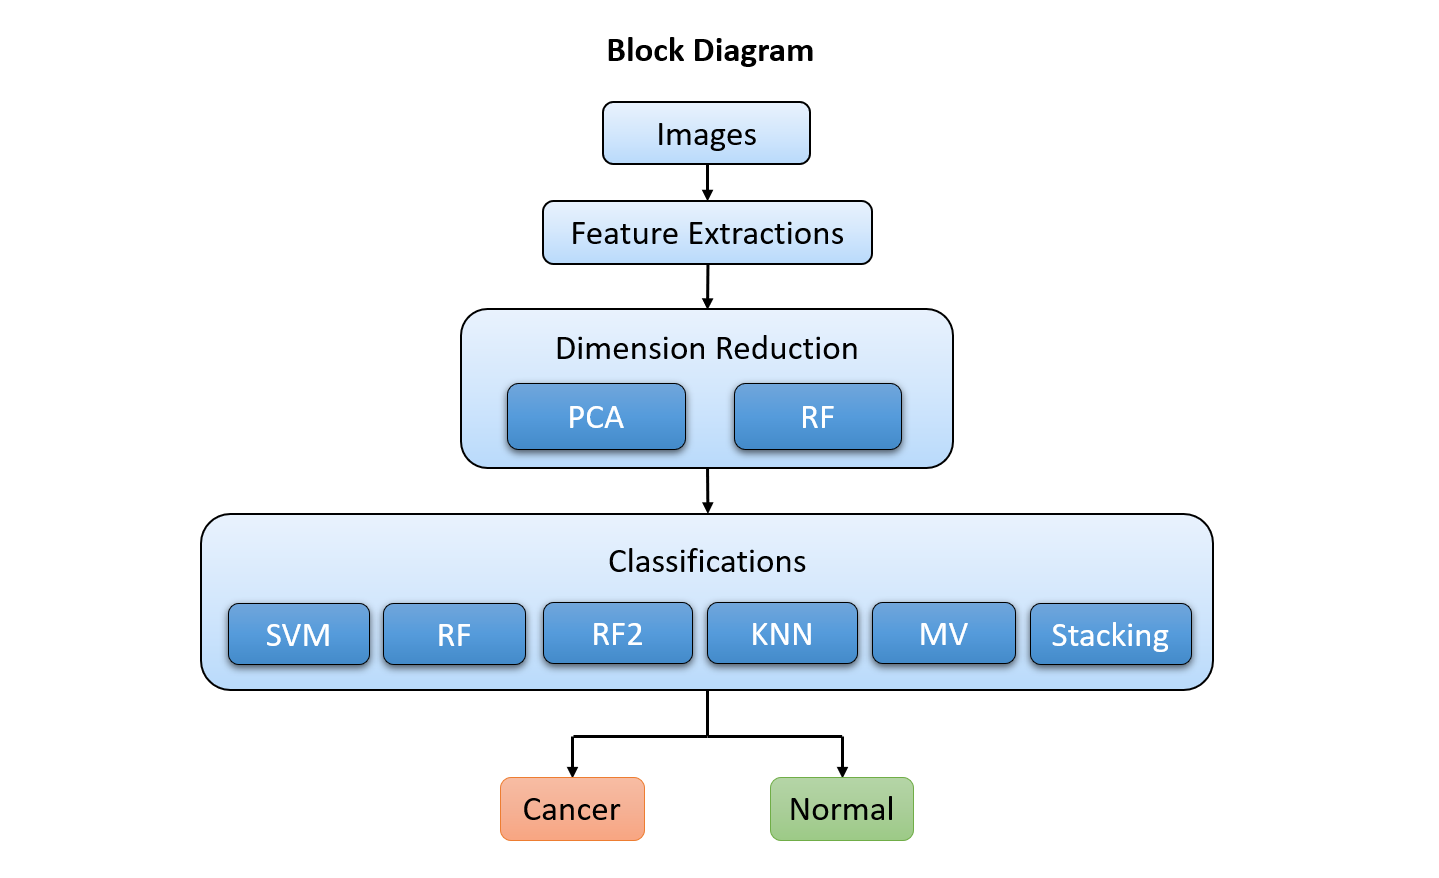 Block Diagram
Images
Feature Extractions
Dimension Reduction
PCA
RF
Classifications
SVM
RF
RF2
KNN
MV
Stacking
Cancer
Normal